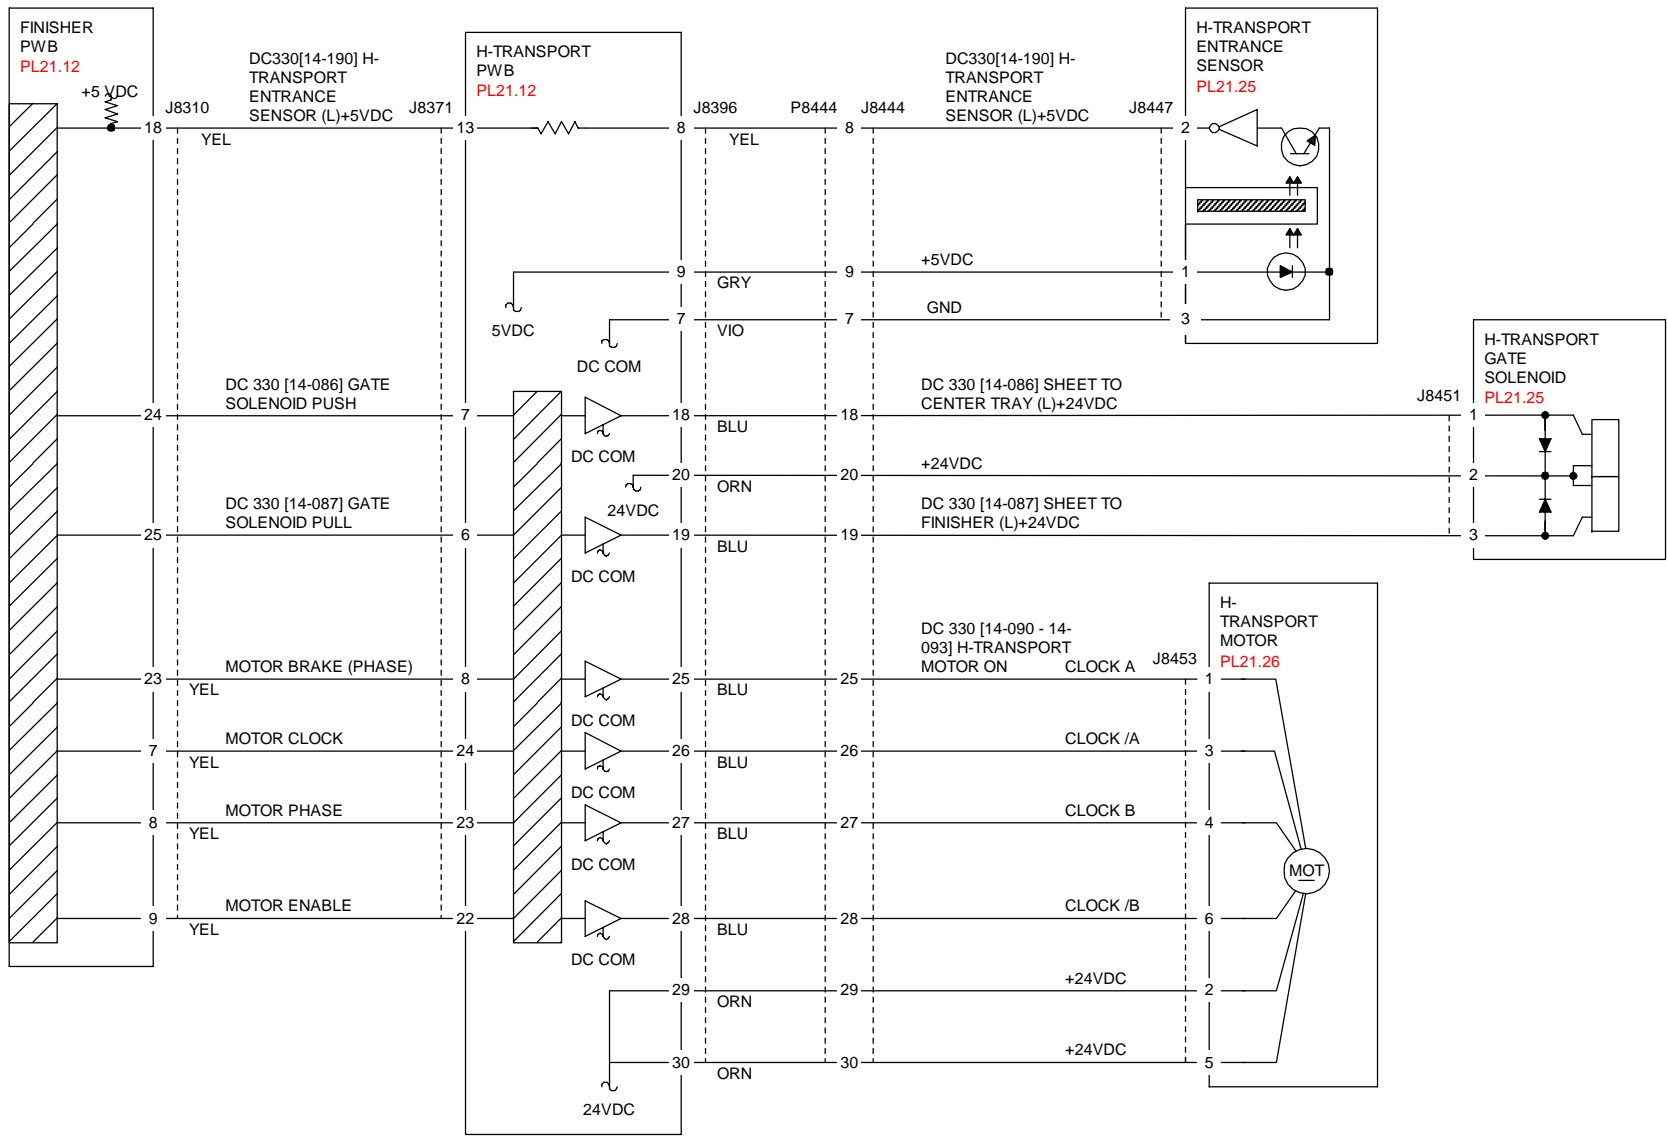 FINISHER
PWB
PL21.12
+5 VDC
J8310
DC330[14-190] H-
TRANSPORT
ENTRANCE
SENSOR (L)+5VDC
J8371
H-TRANSPORT
PWB
PL21.12
J8396
P8444
J8444
DC330[14-190] H-
TRANSPORT
ENTRANCE
SENSOR (L)+5VDC
J8447
H-TRANSPORT
ENTRANCE
SENSOR
PL21.25
18
YEL
13
8
YEL
8
2
9
GRY
9
+5VDC
1
5VDC
7
VIO
7
GND
3
DC COM
H-TRANSPORT
GATE
SOLENOID
PL21.25
24
DC 330 [14-086] GATE
SOLENOID PUSH
7
DC COM
18
BLU
18
DC 330 [14-086] SHEET TO
CENTER TRAY (L)+24VDC
J8451
1
24VDC
20
ORN
20
+24VDC
2
25
DC 330 [14-087] GATE
SOLENOID PULL
6
DC COM
19
BLU
19
DC 330 [14-087] SHEET TO
FINISHER (L)+24VDC
3
H-
TRANSPORT
MOTOR
PL21.26
23
YEL
MOTOR BRAKE (PHASE)
8
DC COM
25
BLU
25
DC 330 [14-090 - 14-
093] H-TRANSPORT
MOTOR ON
CLOCK A
J8453
1
7
YEL
MOTOR CLOCK
24
DC COM
26
BLU
26
CLOCK /A
3
8
YEL
MOTOR PHASE
23
DC COM
27
BLU
27
CLOCK B
4
MOT
9
YEL
MOTOR ENABLE
22
DC COM
28
BLU
28
CLOCK /B
6
29
ORN
29
+24VDC
2
30
ORN
30
+24VDC
5
24VDC